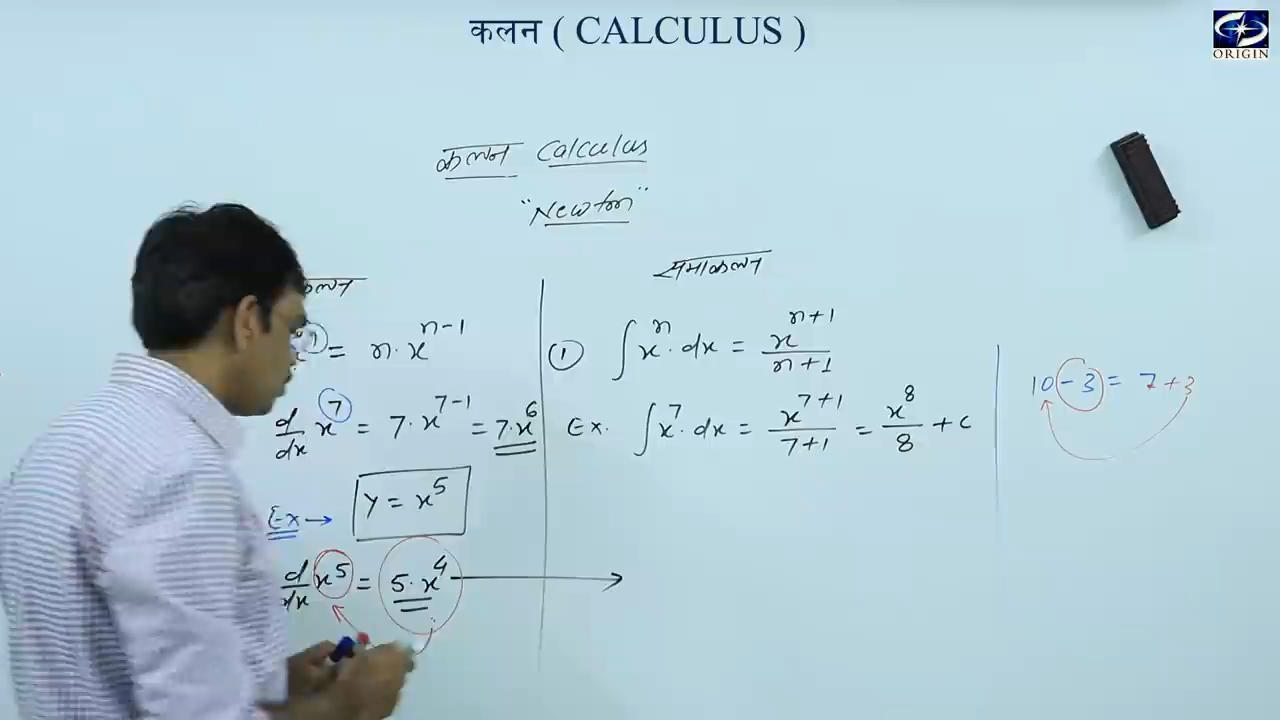 कलन ( CALCULUS )
ORIGIN
कलन Calculus
"Newton"
कलन
= n · x^{n-1}
d/dx x^7 = 7 · x^{7-1} = 7 · x^6
Ex →
y = x^5
d/dx x^5 = 5 · x^4
समाकलन
① ∫ x^n · dx = x^{n+1}/n+1
Ex. ∫ x^7 · dx = x^{7+1}/7+1 = x^8/8 + c
10 - 3 = 7 + 3